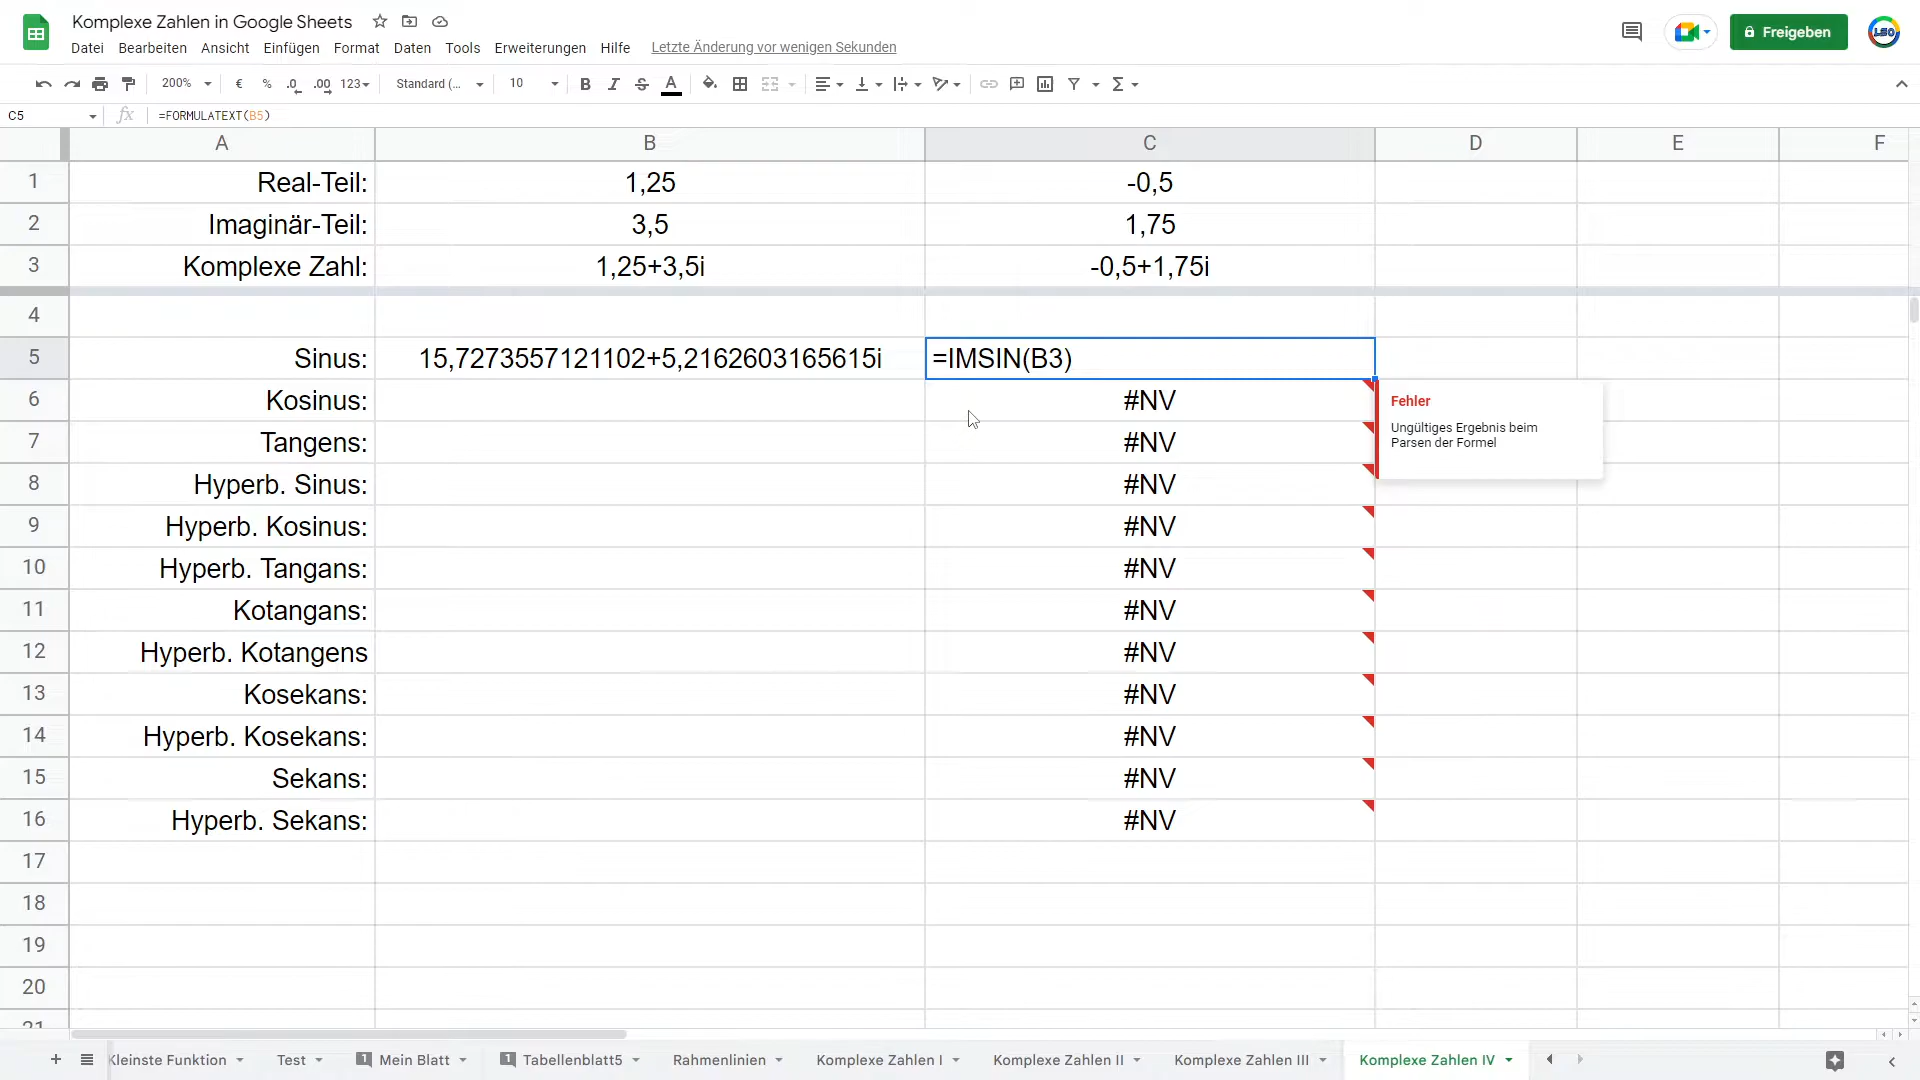 Komplexe Zahlen in Google Sheets
Datei Bearbeiten Ansicht Einfügen Format Daten Tools Erweiterungen Hilfe Letzte Änderung vor wenigen Sekunden
Freigeben
LSO
200% € % .0 .00 123 Standard (... 10 B I S A
C5 fx =FORMULATEXT(B5)
A B C D E F
1 Real-Teil: 1,25 -0,5
2 Imaginär-Teil: 3,5 1,75
3 Komplexe Zahl: 1,25+3,5i -0,5+1,75i
4
5 Sinus: 15,7273557121102+5,2162603165615i =IMSIN(B3)
6 Kosinus: #NV
Fehler
Ungültiges Ergebnis beim
Parsen der Formel
7 Tangens: #NV
8 Hyperb. Sinus: #NV
9 Hyperb. Kosinus: #NV
10 Hyperb. Tangans: #NV
11 Kotangans: #NV
12 Hyperb. Kotangens #NV
13 Kosekans: #NV
14 Hyperb. Kosekans: #NV
15 Sekans: #NV
16 Hyperb. Sekans: #NV
17
18
19
20
21
Kleinste Funktion Test 1 Mein Blatt 1 Tabellenblatt5 Rahmenlinien Komplexe Zahlen I Komplexe Zahlen II Komplexe Zahlen III Komplexe Zahlen IV